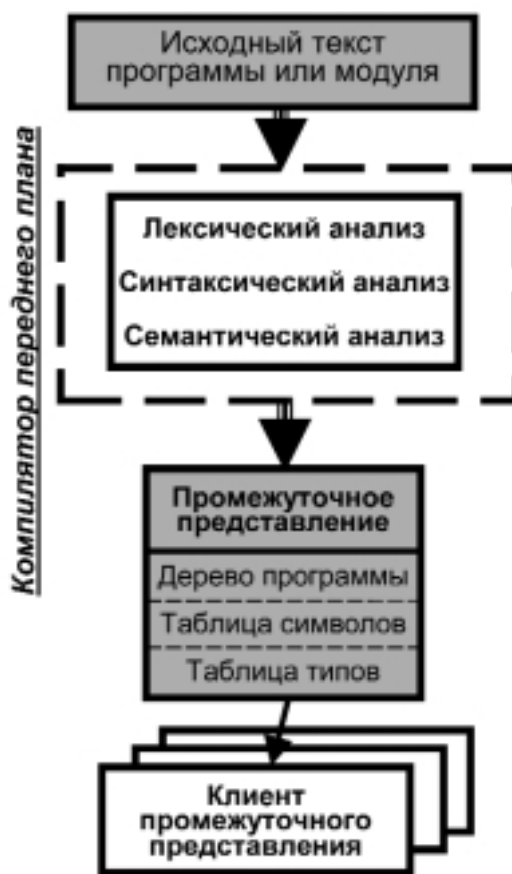 Исходный текст
программы или модуля
Компилятор переднего плана
Лексический анализ
Синтаксический анализ
Семантический анализ
Промежуточное
представление
Дерево программы
Таблица символов
Таблица типов
Клиент
промежуточного
представления